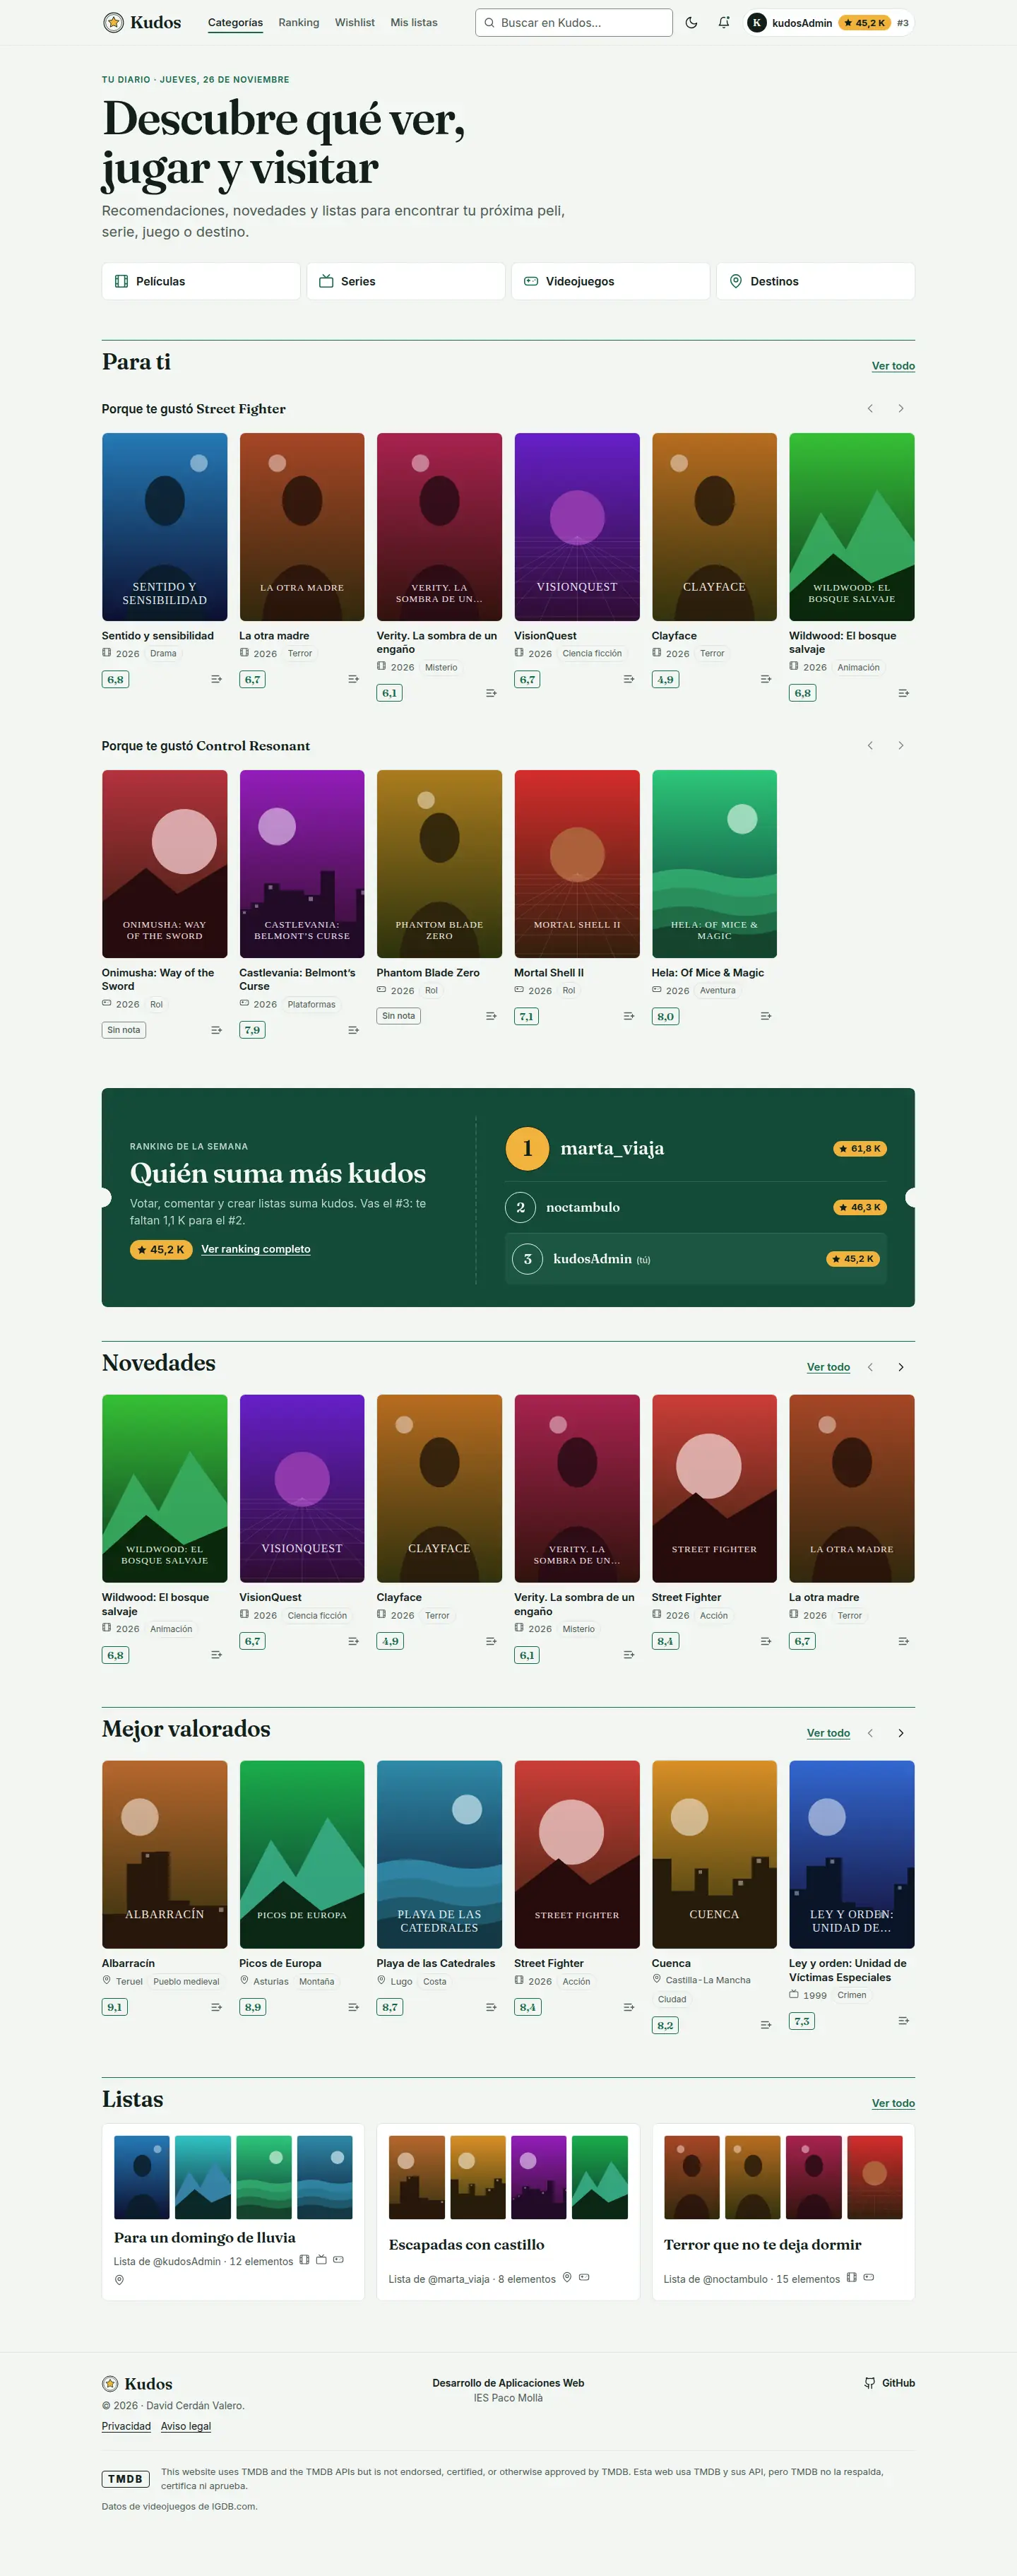 Kudos
Categorías
Ranking
Wishlist
Mis listas
Buscar en Kudos...
K
kudosAdmin
45,2 K
#3
TU DIARIO · JUEVES, 26 DE NOVIEMBRE
Descubre qué ver,
jugar y visitar
Recomendaciones, novedades y listas para encontrar tu próxima peli,
serie, juego o destino.
Películas
Series
Videojuegos
Destinos
Para ti
Ver todo
Porque te gustó Street Fighter
SENTIDO Y
SENSIBILIDAD
LA OTRA MADRE
VERITY. LA
SOMBRA DE UN...
VISIONQUEST
CLAYFACE
WILDWOOD: EL
BOSQUE SALVAJE
Sentido y sensibilidad
2026 Drama
6,8
La otra madre
2026 Terror
6,7
Verity. La sombra de un
engaño
2026 Misterio
6,1
VisionQuest
2026 Ciencia ficción
6,7
Clayface
2026 Terror
4,9
Wildwood: El bosque
salvaje
2026 Animación
6,8
Porque te gustó Control Resonant
ONIMUSHA: WAY
OF THE SWORD
CASTLEVANIA:
BELMONT'S CURSE
PHANTOM BLADE
ZERO
MORTAL SHELL II
HELA: OF MICE &
MAGIC
Onimusha: Way of the
Sword
2026 Rol
Sin nota
Castlevania: Belmont's
Curse
2026 Plataformas
7,9
Phantom Blade Zero
2026 Rol
Sin nota
Mortal Shell II
2026 Rol
7,1
Hela: Of Mice & Magic
2026 Aventura
8,0
RANKING DE LA SEMANA
Quién suma más kudos
Votar, comentar y crear listas suma kudos. Vas el #3: te
faltan 1,1 K para el #2.
45,2 K
Ver ranking completo
1 marta_viaja 61,8 K
2 noctambulo 46,3 K
3 kudosAdmin (tú) 45,2 K
Novedades
Ver todo
WILDWOOD: EL
BOSQUE SALVAJE
VISIONQUEST
CLAYFACE
VERITY. LA
SOMBRA DE UN...
STREET FIGHTER
LA OTRA MADRE
Wildwood: El bosque
salvaje
2026 Animación
6,8
VisionQuest
2026 Ciencia ficción
6,7
Clayface
2026 Terror
4,9
Verity. La sombra de un
engaño
2026 Misterio
6,1
Street Fighter
2026 Acción
8,4
La otra madre
2026 Terror
6,7
Mejor valorados
Ver todo
ALBARRACÍN
PICOS DE EUROPA
PLAYA DE LAS
CATEDRALES
STREET FIGHTER
CUENCA
LEY Y ORDEN:
UNIDAD DE...
Albarracín
Teruel Pueblo medieval
9,1
Picos de Europa
Asturias Montaña
8,9
Playa de las Catedrales
Lugo Costa
8,7
Street Fighter
2026 Acción
8,4
Cuenca
Castilla-La Mancha
Ciudad
8,2
Ley y orden: Unidad de
Víctimas Especiales
1999 Crimen
7,3
Listas
Ver todo
Para un domingo de lluvia
Lista de @kudosAdmin · 12 elementos
Escapadas con castillo
Lista de @marta_viaja · 8 elementos
Terror que no te deja dormir
Lista de @noctambulo · 15 elementos
Kudos
© 2026 · David Cerdán Valero.
Privacidad
Aviso legal
Desarrollo de Aplicaciones Web
IES Paco Mollà
GitHub
TMDB
This website uses TMDB and the TMDB APIs but is not endorsed, certified, or otherwise approved by TMDB. Esta web usa TMDB y sus API, pero TMDB no la respalda,
certifica ni aprueba.
Datos de videojuegos de IGDB.com.